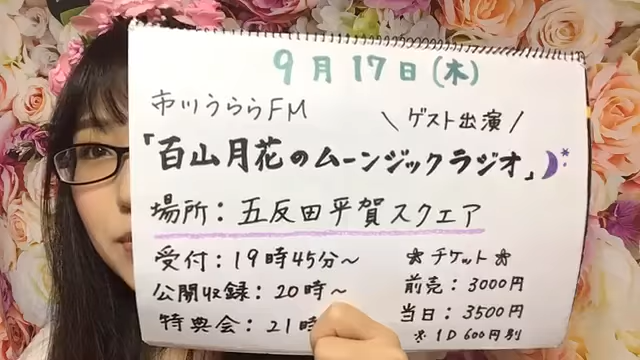 9月17日(木)
市川うららFM
\ゲスト出演/
「百山月花のムーンジックラジオ」
場所：五反田平賀スクエア
受付：19時45分～
公開収録：20時～
特典会：21時
チケット
前売：3000円
当日：3500円
※1D600円別